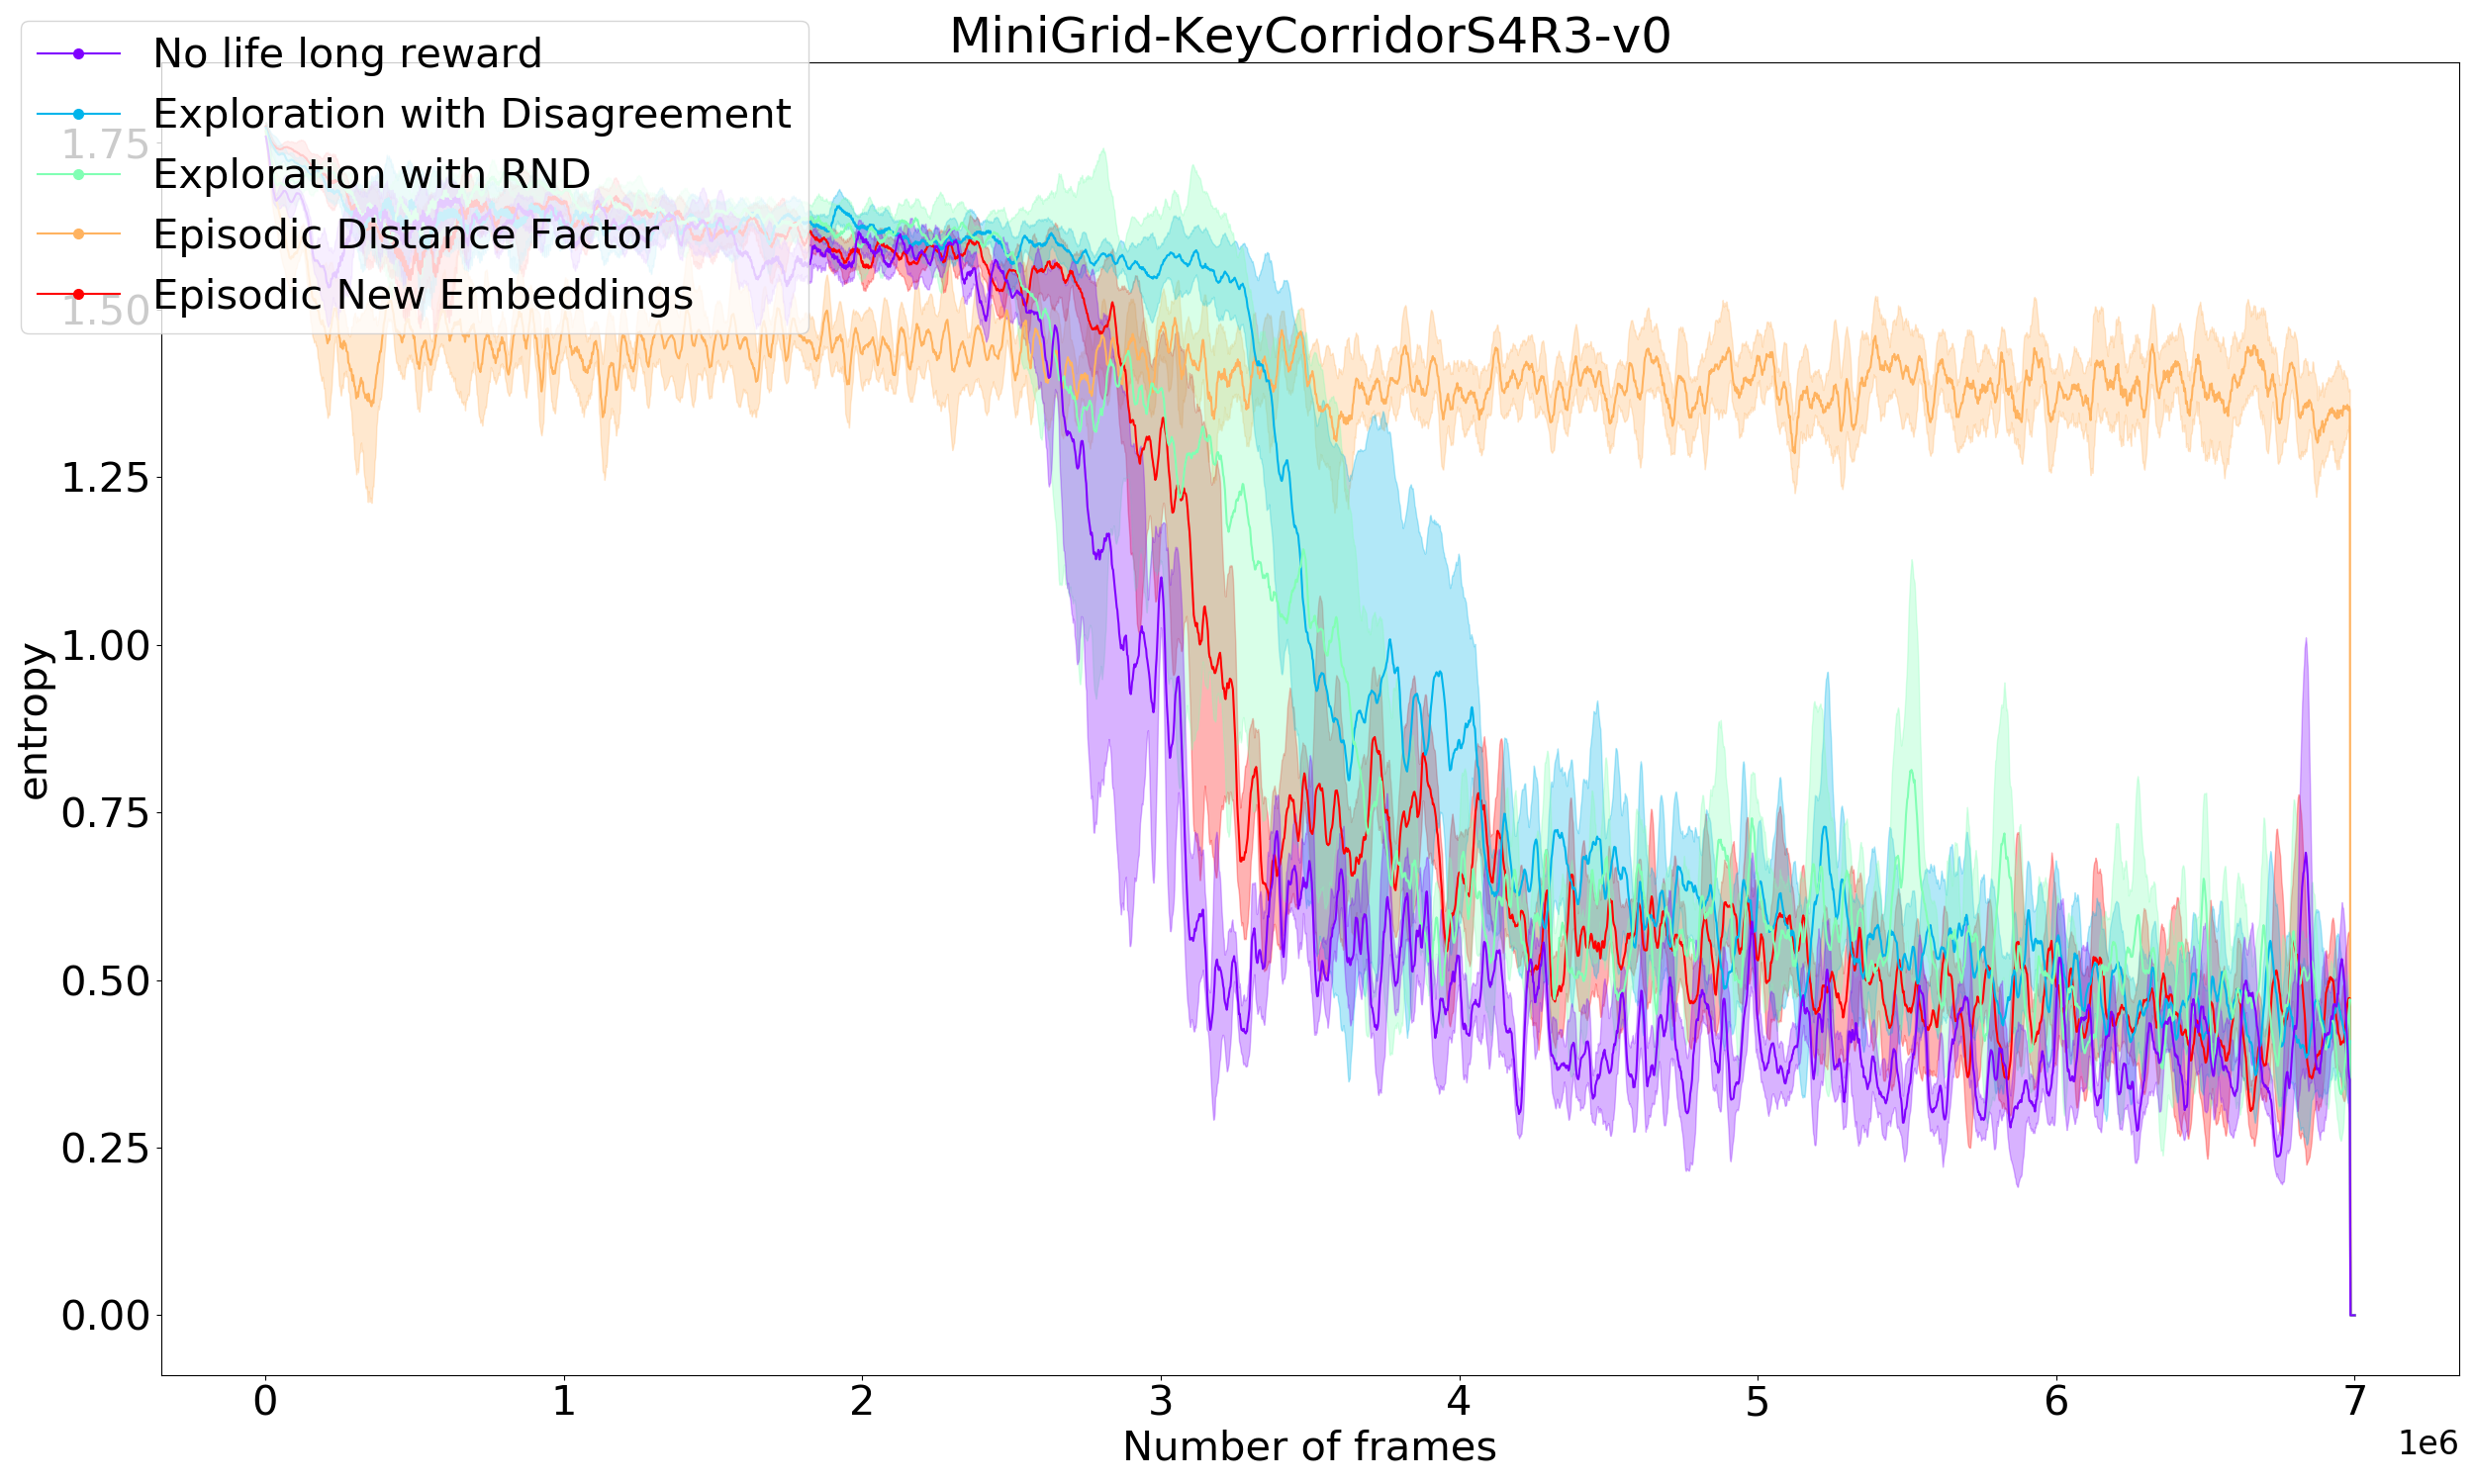 MiniGrid-KeyCorridorS4R3-v0
No life long reward
Exploration with Disagreement
Exploration with RND
Episodic Distance Factor
Episodic New Embeddings
1.75
1.50
1.25
1.00
0.75
0.50
0.25
0.00
entropy
0 1 2 3 4 5 6 7
Number of frames
1e6